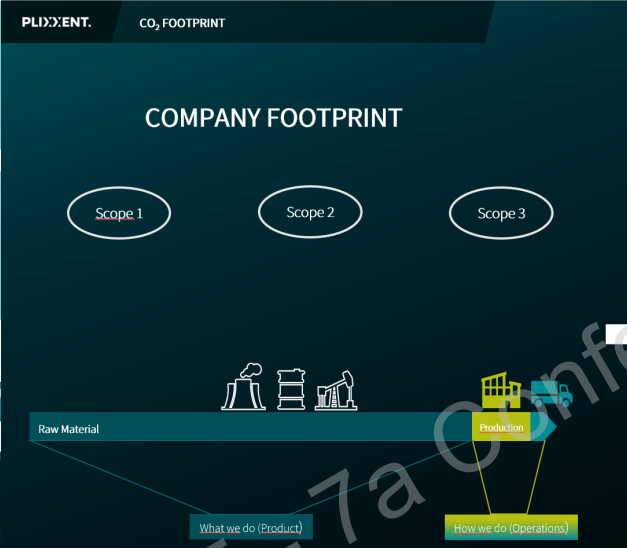 PLIXXENT.
CO₂ FOOTPRINT
COMPANY FOOTPRINT
Scope 1
Scope 2
Scope 3
Raw Material
Production
What we do (Product)
How we do (Operations)
7a